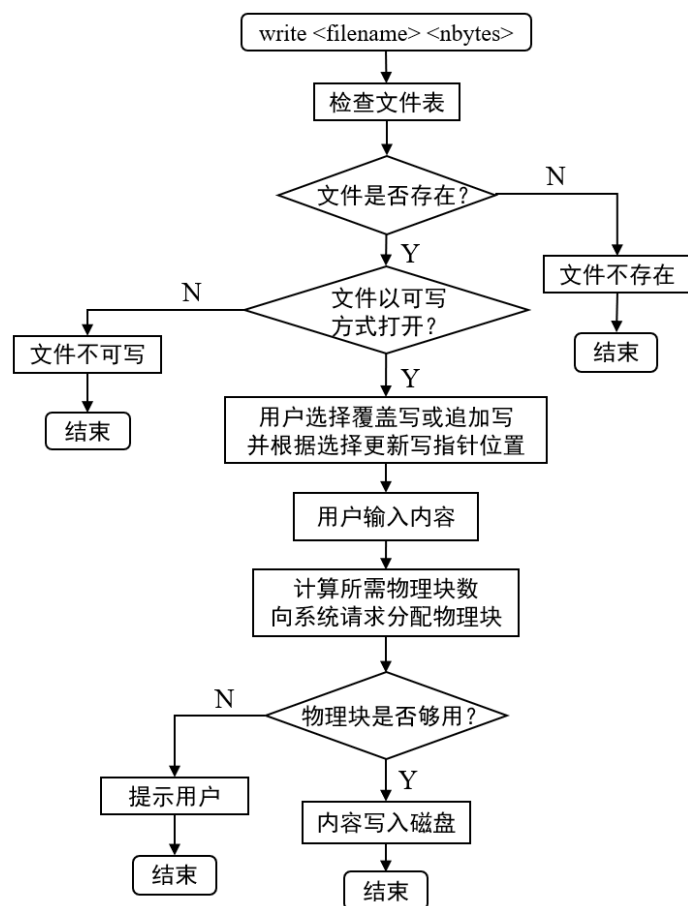 write <filename> <nbytes>
检查文件表
文件是否存在?
N
Y
文件不存在
N
文件以可写
方式打开?
结束
文件不可写
Y
结束
用户选择覆盖写或追加写
并根据选择更新写指针位置
用户输入内容
计算所需物理块数
向系统请求分配物理块
N
物理块是否够用?
Y
提示用户
内容写入磁盘
结束
结束